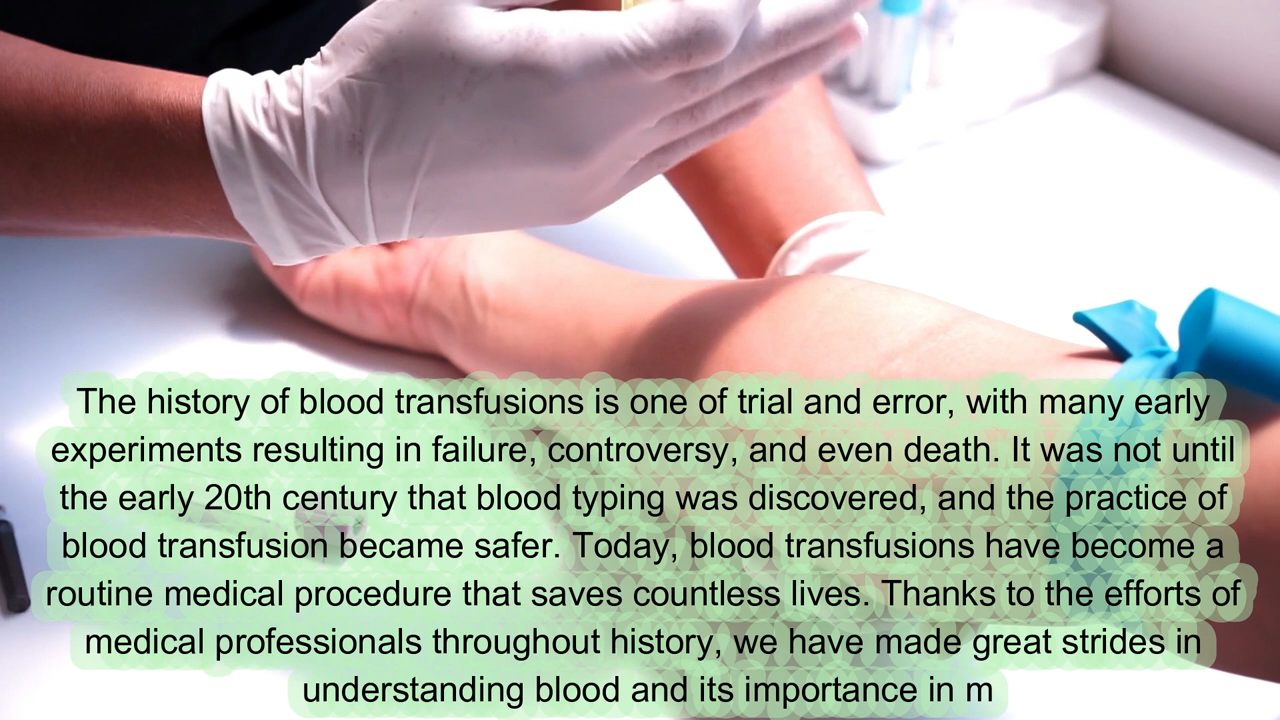 The history of blood transfusions is one of trial and error, with many early
experiments resulting in failure, controversy, and even death. It was not until
the early 20th century that blood typing was discovered, and the practice of
blood transfusion became safer. Today, blood transfusions have become a
routine medical procedure that saves countless lives. Thanks to the efforts of
medical professionals throughout history, we have made great strides in
understanding blood and its importance in m